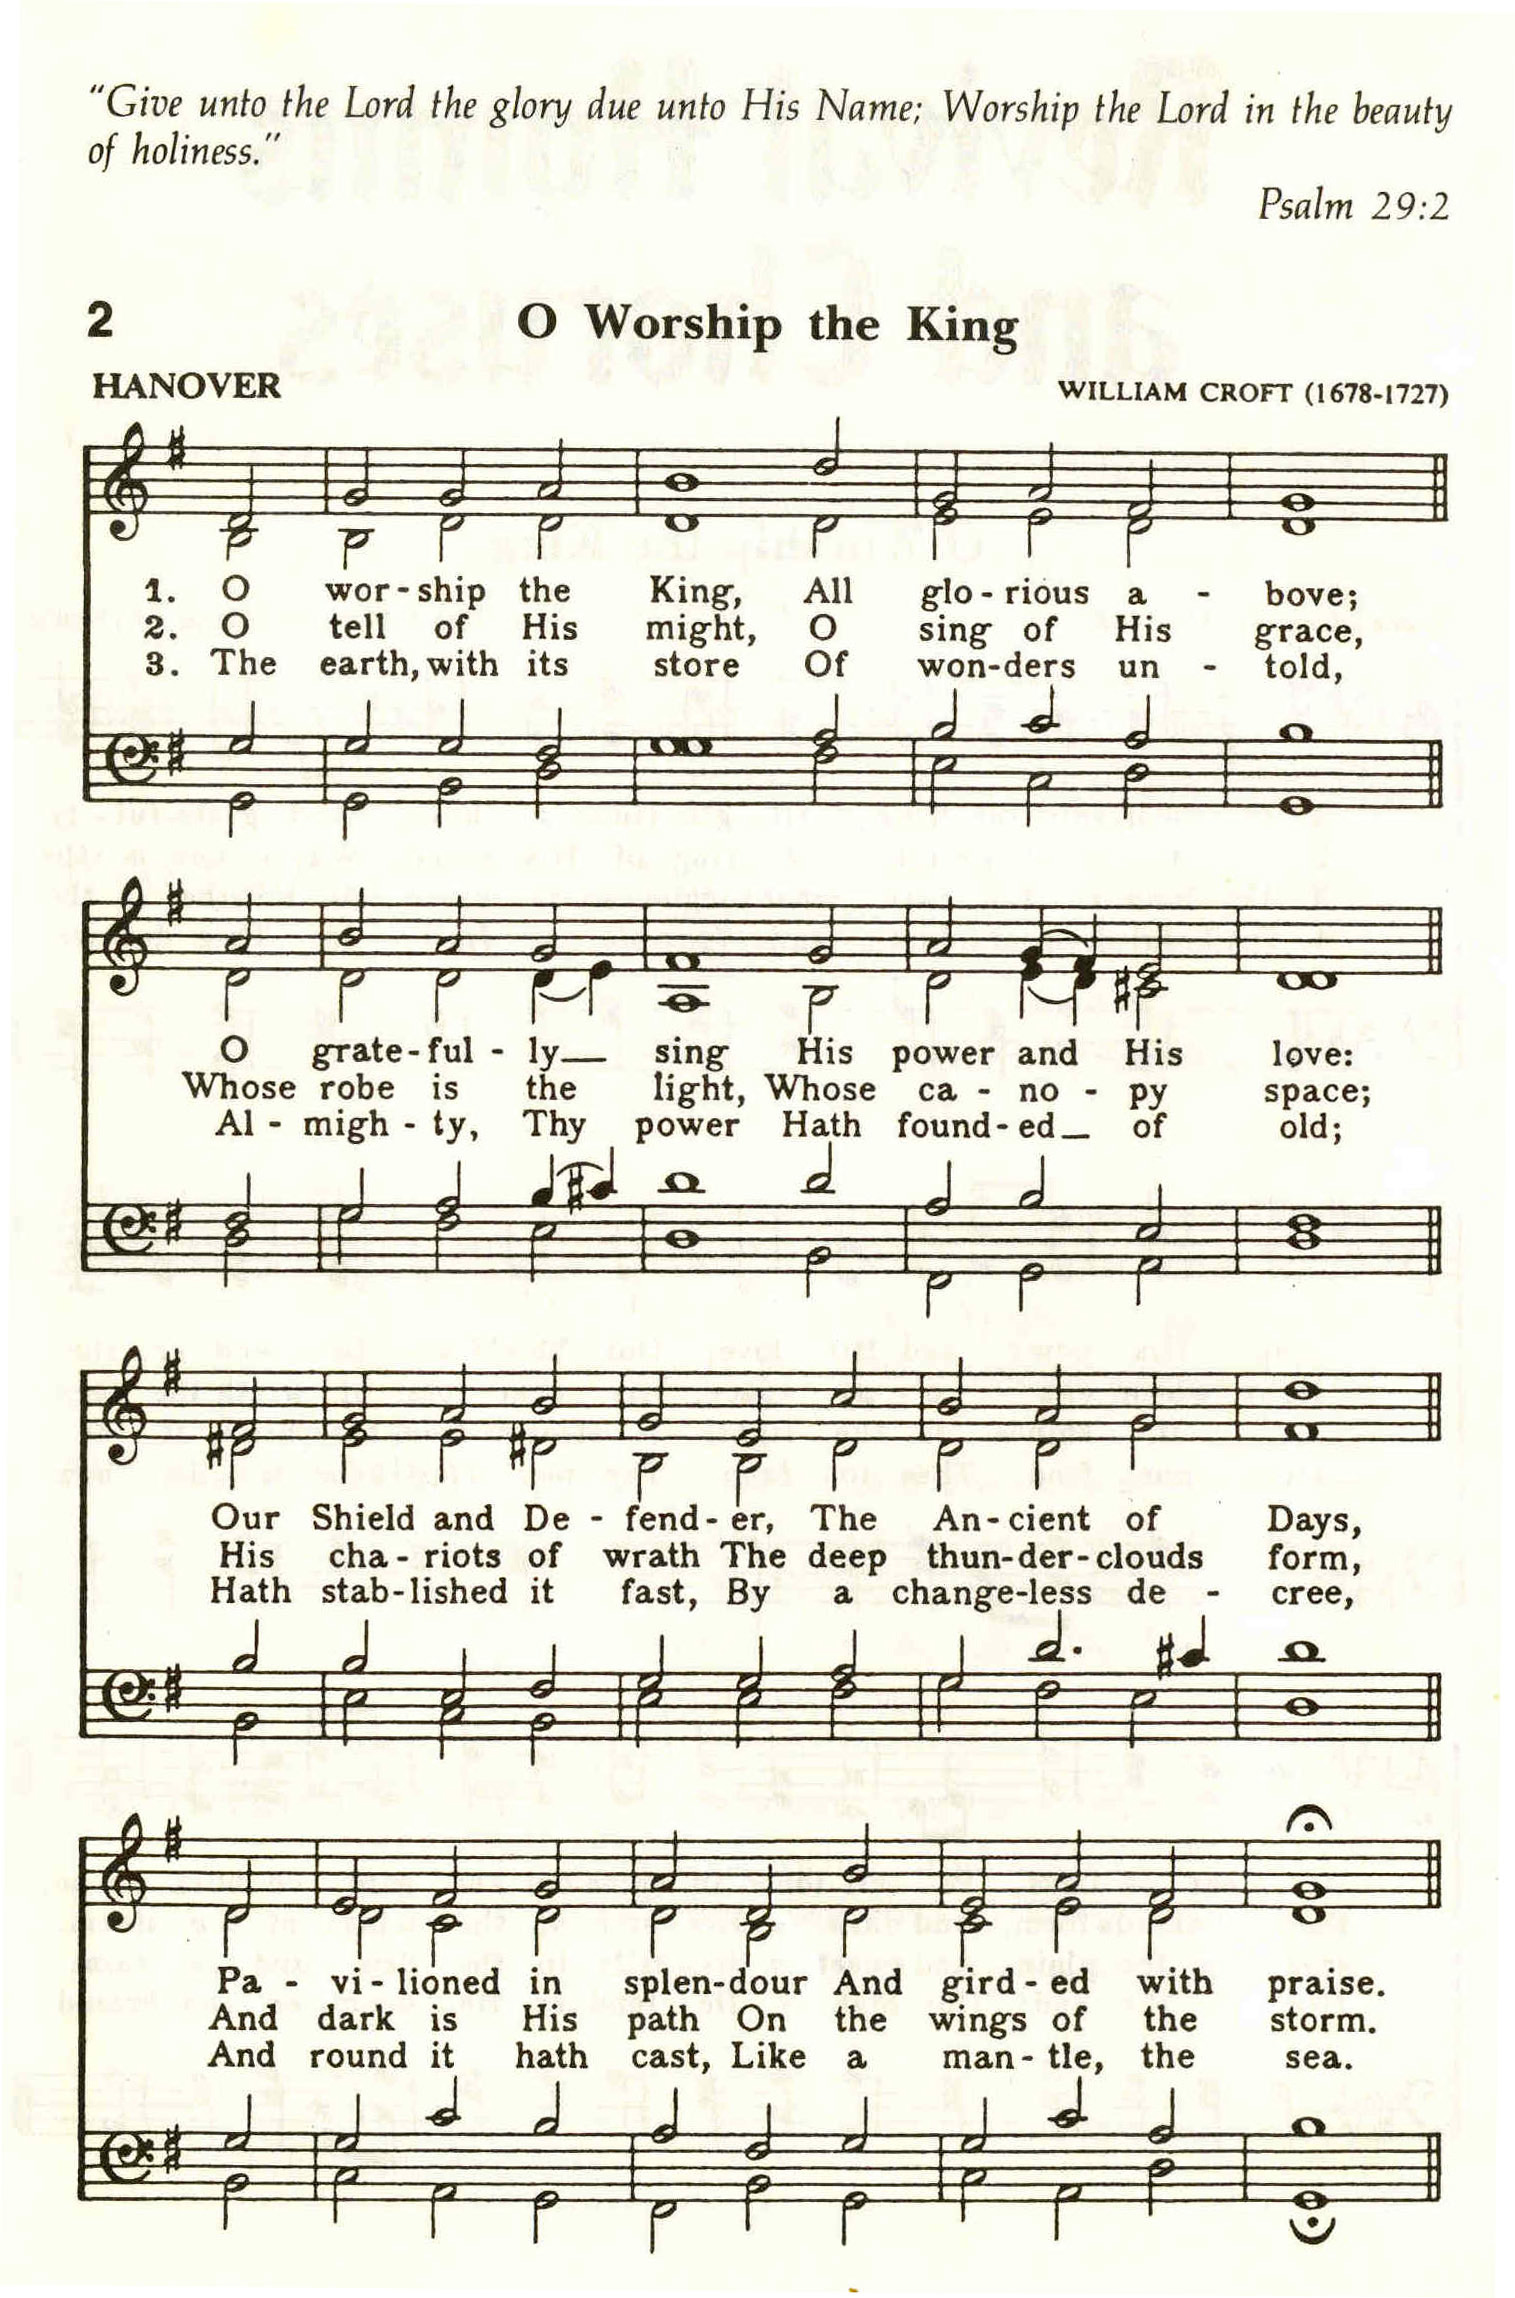 "Give unto the Lord the glory due unto His Name; Worship the Lord in the beauty
of holiness."
Psalm 29:2
2 O Worship the King
HANOVER WILLIAM CROFT (1678-1727)
1. O wor-ship the King, All glo-rious a - bove;
2. O tell of His might, O sing of His grace,
3. The earth, with its store Of won-ders un - told,
O grate-ful - ly— sing His power and His love:
Whose robe is the light, Whose ca - no - py space;
Al - migh - ty, Thy power Hath found-ed— of old;
Our Shield and De - fend-er, The An-cient of Days,
His cha-riots of wrath The deep thun-der-clouds form,
Hath stab-lished it fast, By a change-less de - cree,
Pa - vi-lioned in splen-dour And gird-ed with praise.
And dark is His path On the wings of the storm.
And round it hath cast, Like a man-tle, the sea.